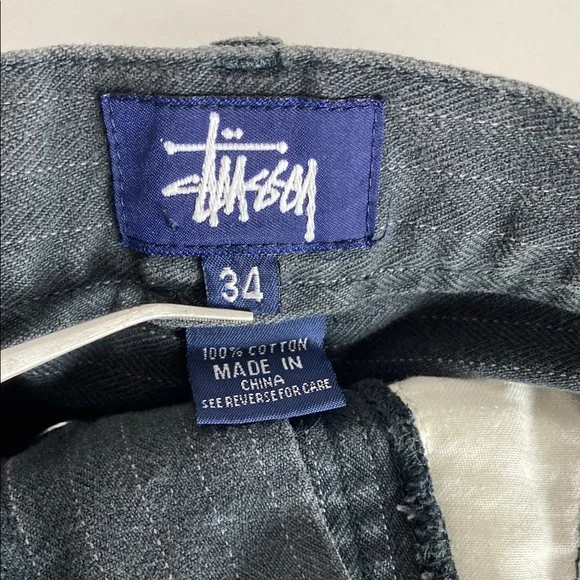 Stüssy
34
100% COTTON
MADE IN
CHINA
SEE REVERSE FOR CARE